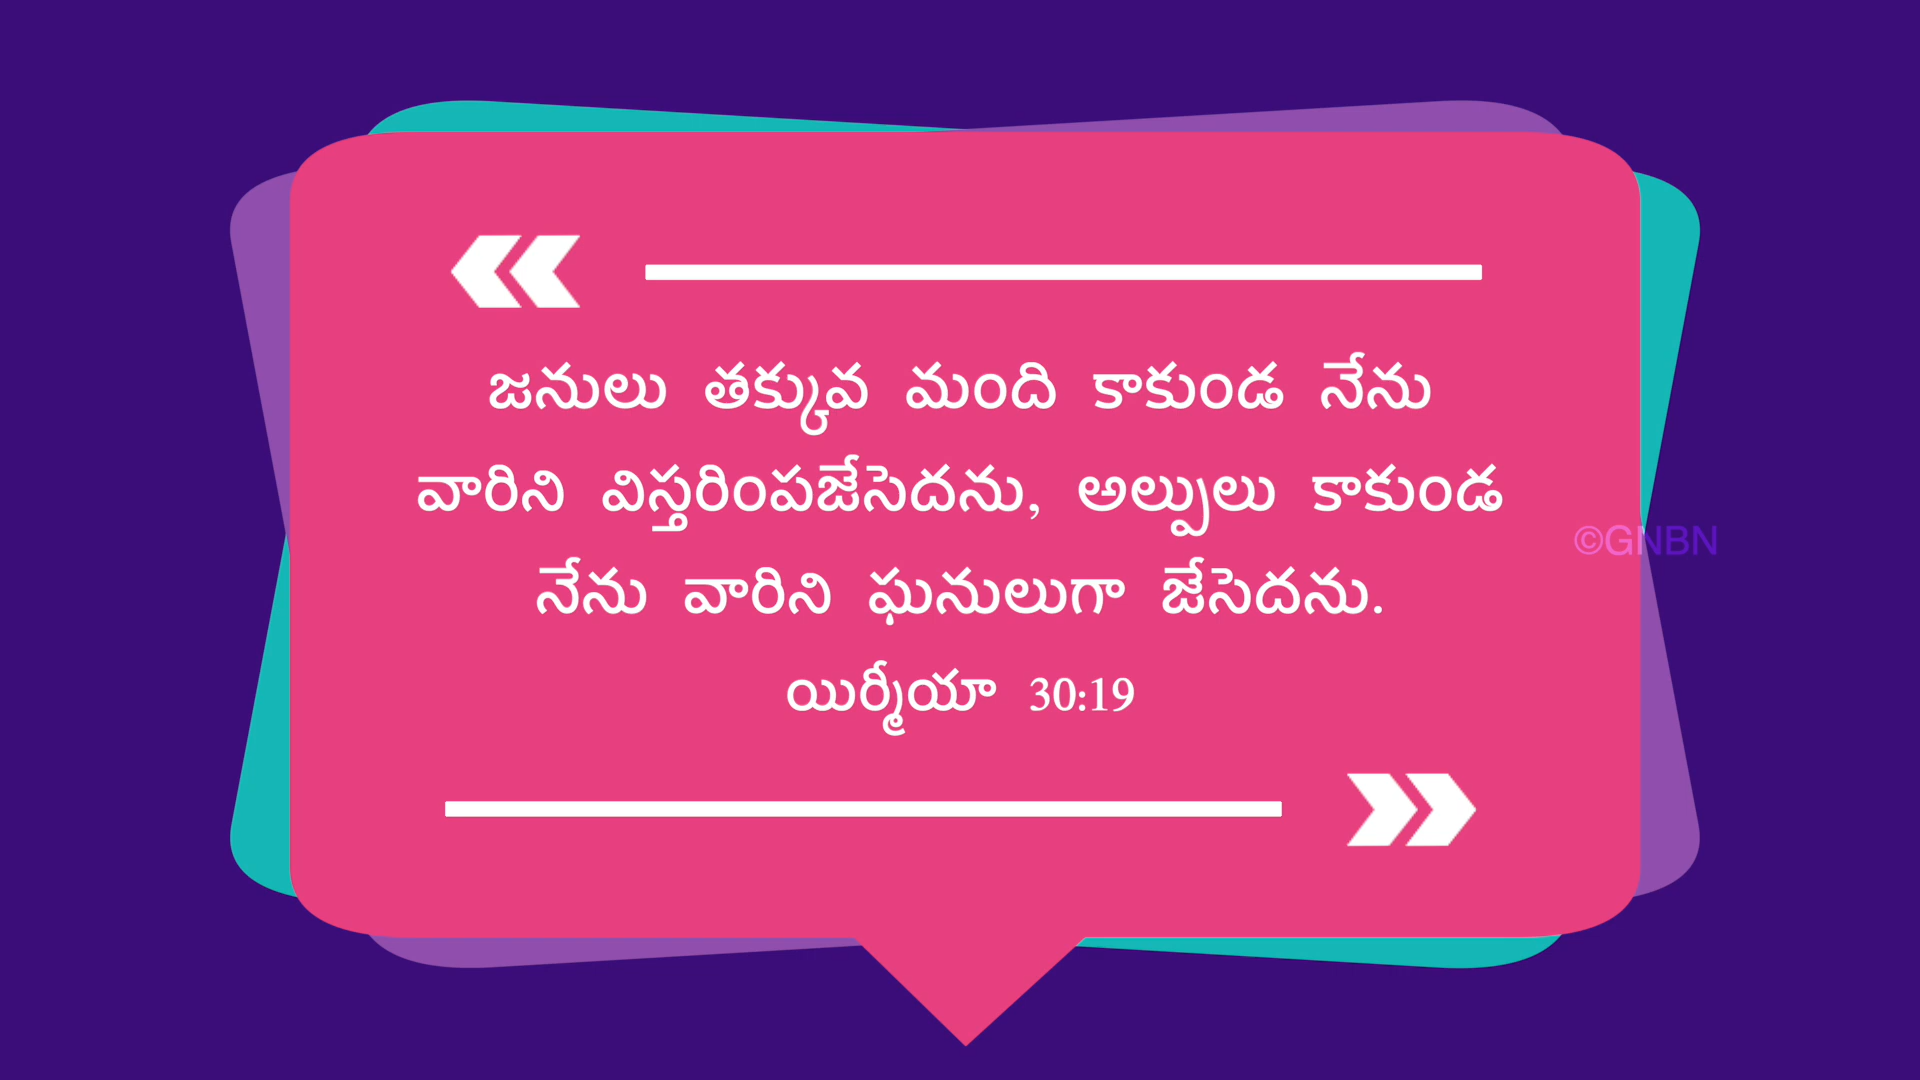 జనులు తక్కువ మంది కాకుండ నేను
వారిని విస్తరింపజేసెదను, అల్పులు కాకుండ
నేను వారిని ఘనులుగా జేసెదను.
యిర్మీయా 30:19
©GNBN